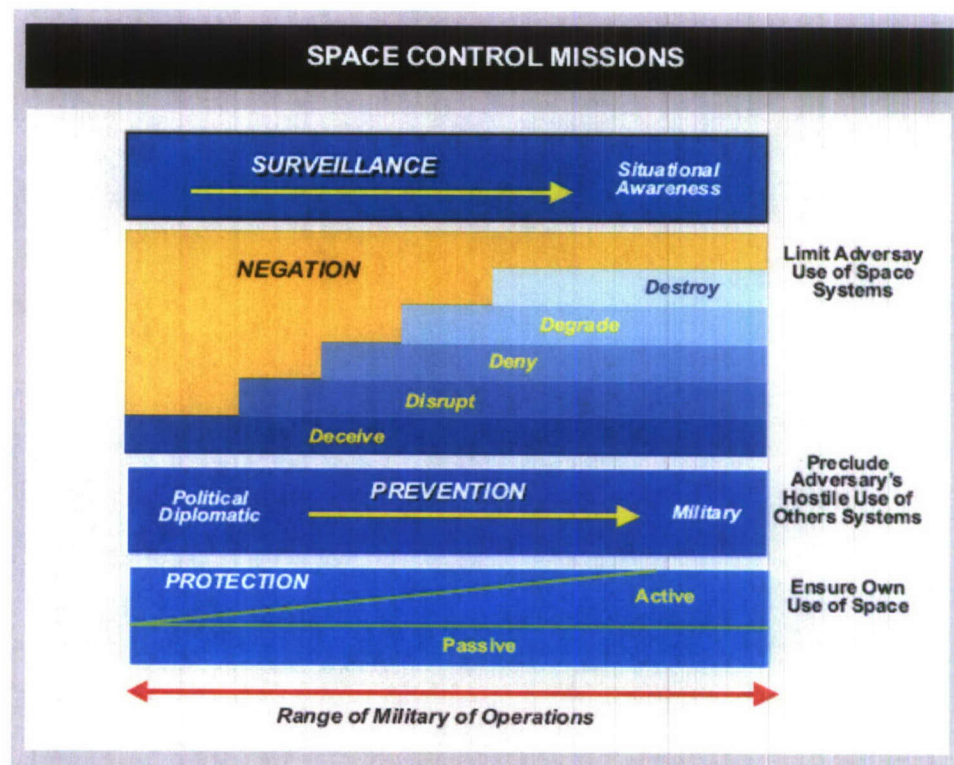 SPACE CONTROL MISSIONS
SURVEILLANCE
Situational
Awareness
NEGATION
Limit Adversay
Use of Space
Systems
Destroy
Degrade
Deny
Disrupt
Deceive
Political
Diplomatic
PREVENTION
Military
Preclude
Adversary's
Hostile Use of
Others Systems
PROTECTION
Active
Passive
Ensure Own
Use of Space
Range of Military of Operations